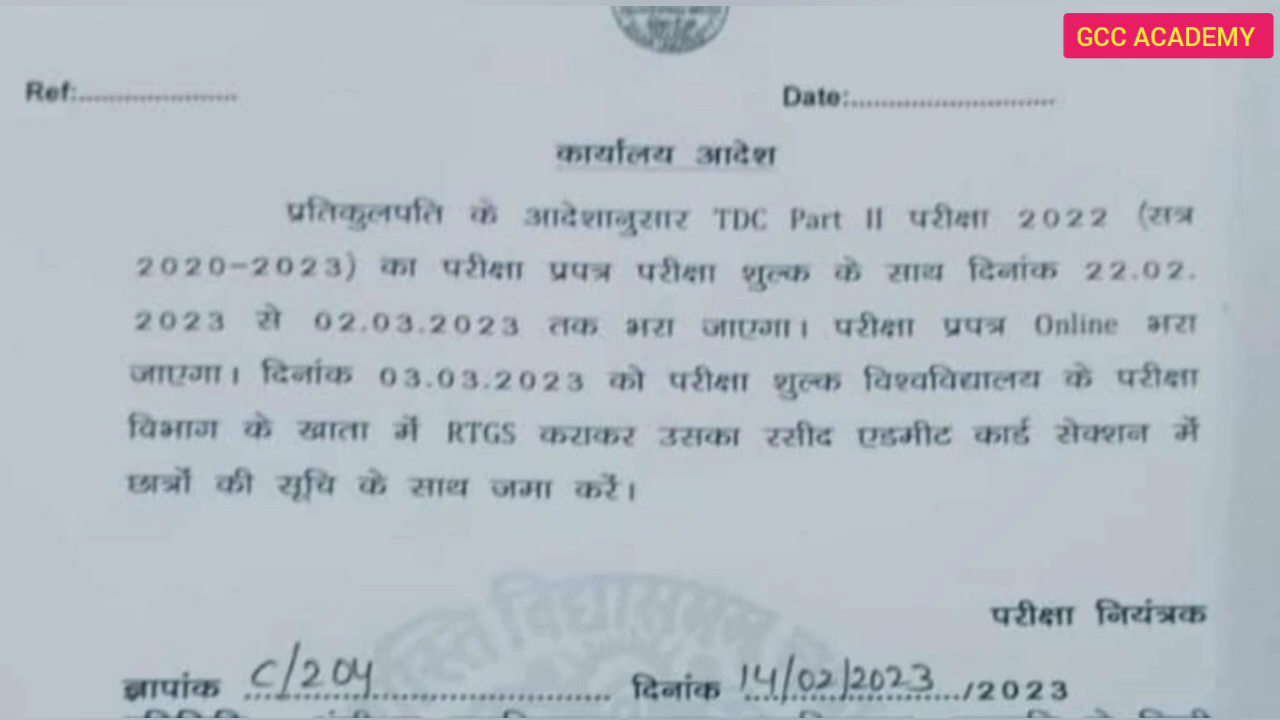 GCC ACADEMY
Ref:.....................
Date:...........................
कार्यालय आदेश
प्रतिकुलपति के आदेशानुसार TDC Part II परीक्षा 2022 (सत्र
2020-2023) का परीक्षा प्रपत्र परीक्षा शुल्क के साथ दिनांक 22.02.
2023 से 02.03.2023 तक भरा जाएगा। परीक्षा प्रपत्र Online भरा
जाएगा। दिनांक 03.03.2023 को परीक्षा शुल्क विश्वविद्यालय के परीक्षा
विभाग के खाता में RTGS कराकर उसका रसीद एडमीट कार्ड सेक्शन में
छात्रों की सूचि के साथ जमा करें।
परीक्षा नियंत्रक
ज्ञापांक C/204 दिनांक 14/02/2023 /2023